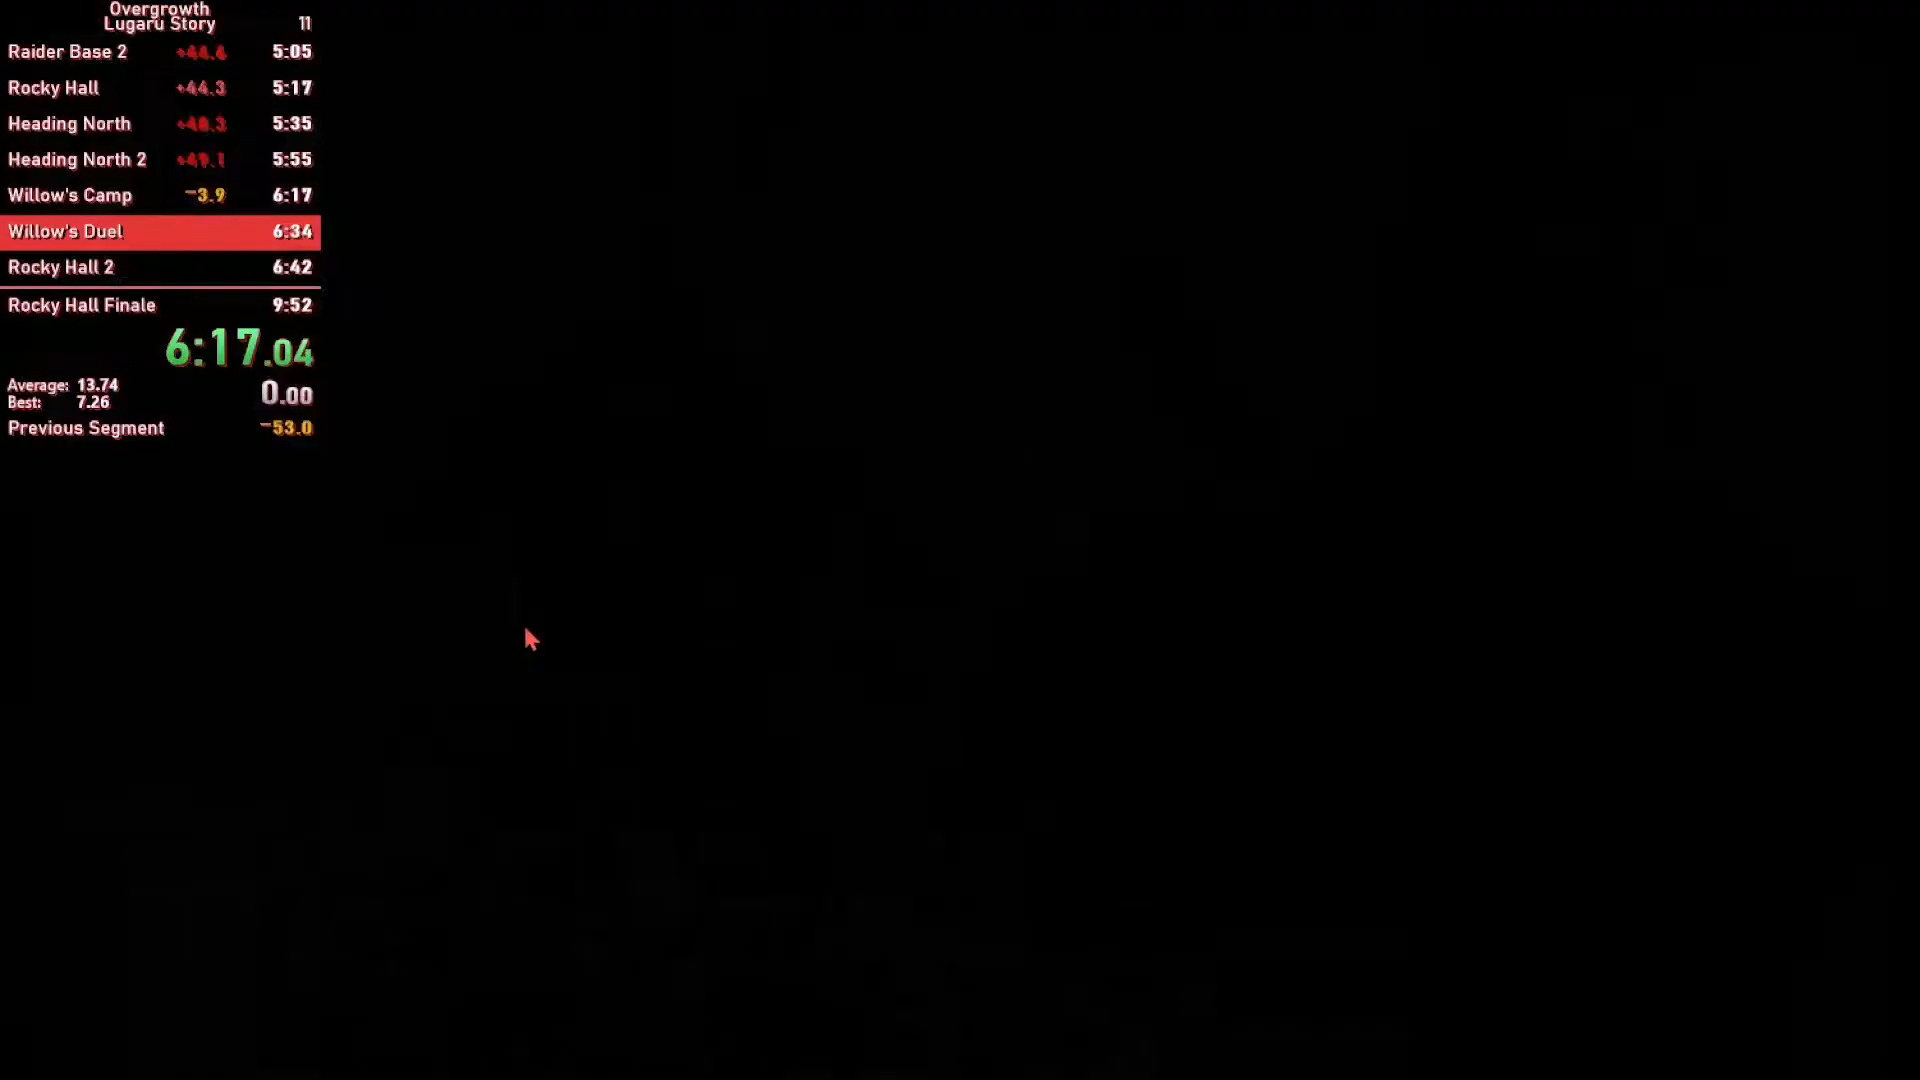 Overgrowth
Lugaru Story 11
Raider Base 2 +44.4 5:05
Rocky Hall +44.3 5:17
Heading North +48.3 5:35
Heading North 2 +49.1 5:55
Willow's Camp −3.9 6:17
Willow's Duel 6:34
Rocky Hall 2 6:42
Rocky Hall Finale 9:52
6:17.04
Average: 13.74
Best: 7.26
0.00
Previous Segment −53.0